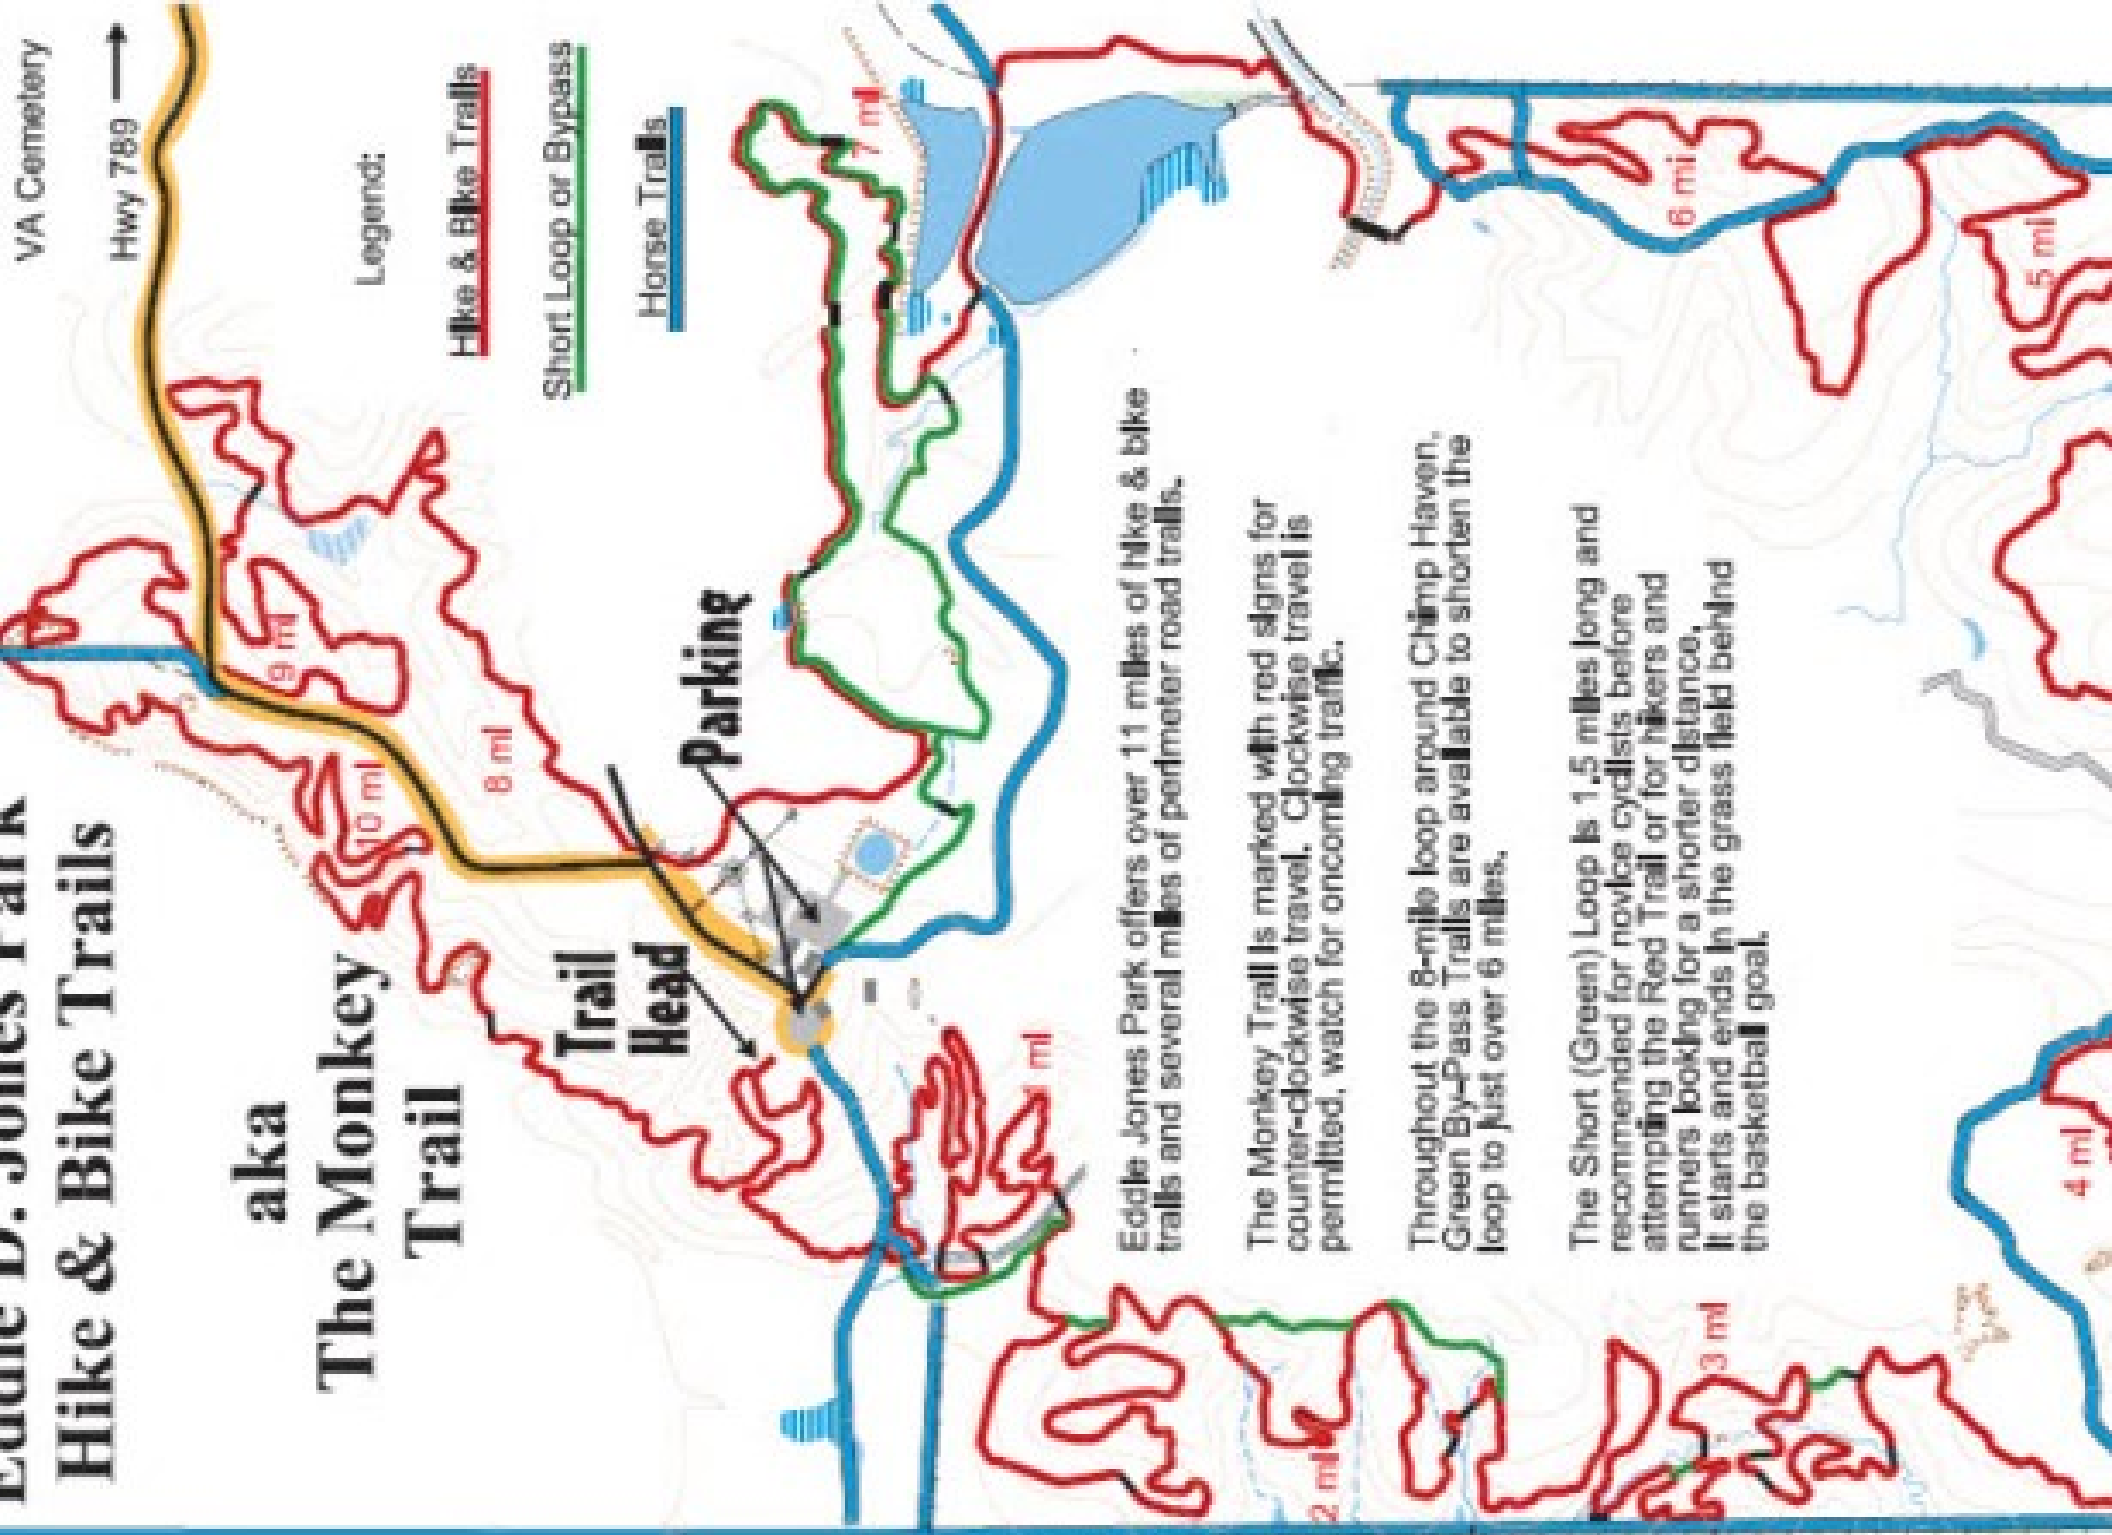 Eddie D. Jones Park
Hike & Bike Trails
aka
The Monkey
Trail
VA Cemetery
Hwy 789
Legend:
Hike & Bike Trails
Short Loop or Bypass
Horse Trails
Trail
Head
Parking
1 mi
2 mi
3 mi
4 mi
5 mi
6 mi
7 mi
8 mi
9 mi
10 mi
Eddie Jones Park offers over 11 miles of hike & bike
trails and several miles of perimeter road trails.
The Monkey Trail is marked with red signs for
counter-clockwise travel. Clockwise travel is
permitted, watch for oncoming traffic.
Throughout the 8-mile loop around Chimp Haven,
Green By-Pass Trails are available to shorten the
loop to just over 6 miles.
The Short (Green) Loop is 1.5 miles long and
recommended for novice cyclists before
attempting the Red Trail or for hikers and
runners looking for a shorter distance.
It starts and ends in the grass field behind
the basketball goal.